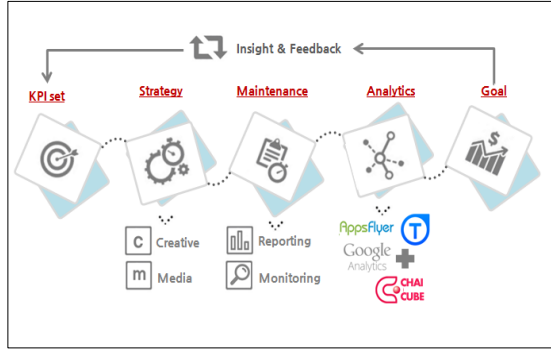 Insight & Feedback
KPI set
Strategy
Maintenance
Analytics
Goal
$
c Creative
m Media
Reporting
Monitoring
AppsFlyer
T
Google
Analytics
CHAI
CUBE